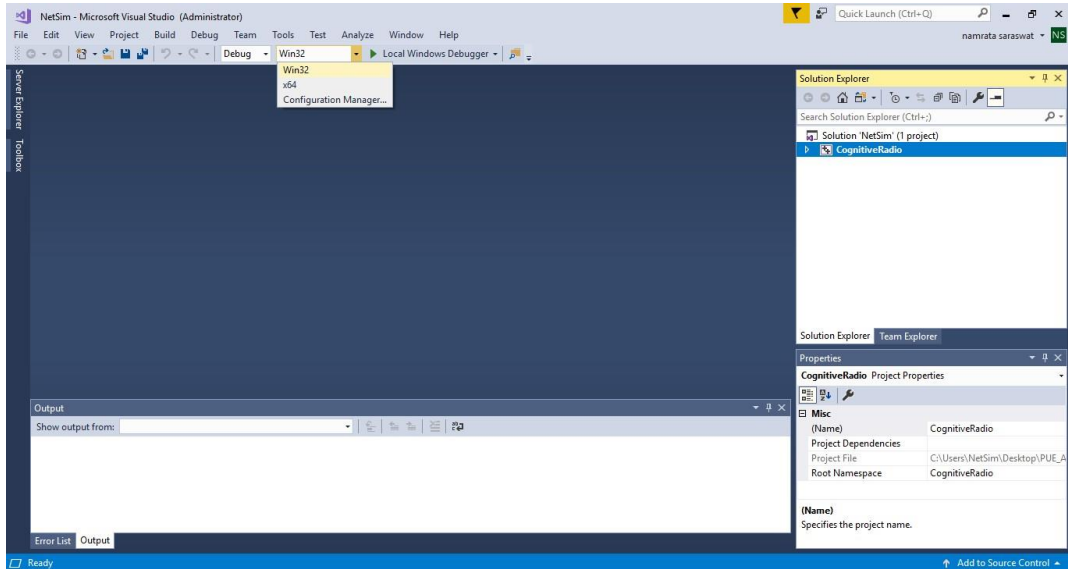 NetSim - Microsoft Visual Studio (Administrator)
Quick Launch (Ctrl+Q)
File Edit View Project Build Debug Team Tools Test Analyze Window Help
namrata saraswat
NS
Debug
Win32
Local Windows Debugger
Win32
x64
Configuration Manager...
Server Explorer
Toolbox
Solution Explorer
Search Solution Explorer (Ctrl+;)
Solution 'NetSim' (1 project)
CognitiveRadio
Solution Explorer Team Explorer
Properties
CognitiveRadio Project Properties
Misc
(Name) CognitiveRadio
Project Dependencies
Project File C:\Users\NetSim\Desktop\PUE_A
Root Namespace CognitiveRadio
(Name)
Specifies the project name.
Output
Show output from:
Error List Output
Ready
Add to Source Control